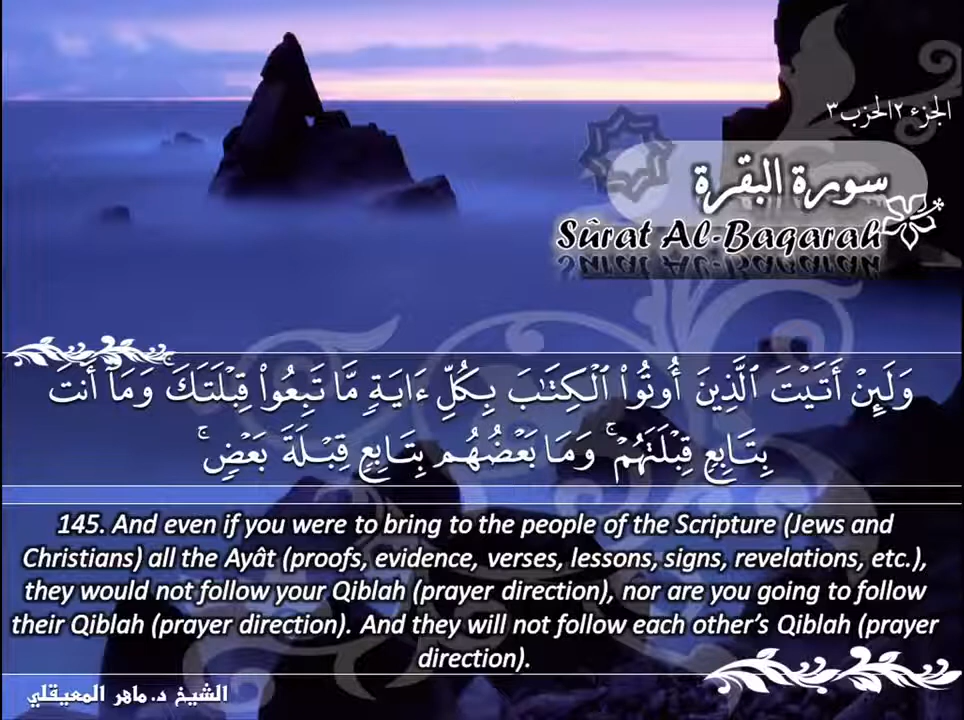 الجزء ٢ الحزب ٣
سورة البقرة
Sûrat Al-Baqarah
وَلَئِنْ أَتَيْتَ ٱلَّذِينَ أُوتُوا۟ ٱلْكِتَـٰبَ بِكُلِّ ءَايَةٍ مَّا تَبِعُوا۟ قِبْلَتَكَ ۚ وَمَآ أَنتَ
بِتَابِعٍ قِبْلَتَهُمْ ۚ وَمَا بَعْضُهُم بِتَابِعٍ قِبْلَةَ بَعْضٍ ۚ
145. And even if you were to bring to the people of the Scripture (Jews and
Christians) all the Ayât (proofs, evidence, verses, lessons, signs, revelations, etc.),
they would not follow your Qiblah (prayer direction), nor are you going to follow
their Qiblah (prayer direction). And they will not follow each other’s Qiblah (prayer
direction).
الشيخ د. ماهر المعيقلي